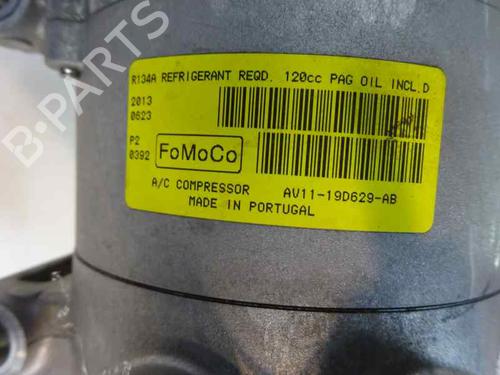 B-PARTS
R134A REFRIGERANT REQD. 120cc PAG OIL INCL.D
2013
0623
P2
0392
FoMoCo
A/C COMPRESSOR AV11-19D629-AB
MADE IN PORTUGAL